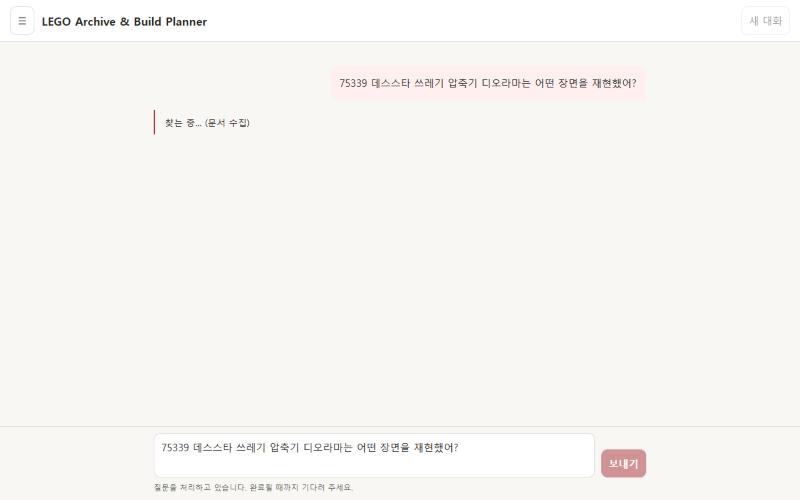 ☰ LEGO Archive & Build Planner 새 대화
75339 데스스타 쓰레기 압축기 디오라마는 어떤 장면을 재현했어?
찾는 중... (문서 수집)
75339 데스스타 쓰레기 압축기 디오라마는 어떤 장면을 재현했어?
보내기
질문을 처리하고 있습니다. 완료될 때까지 기다려 주세요.